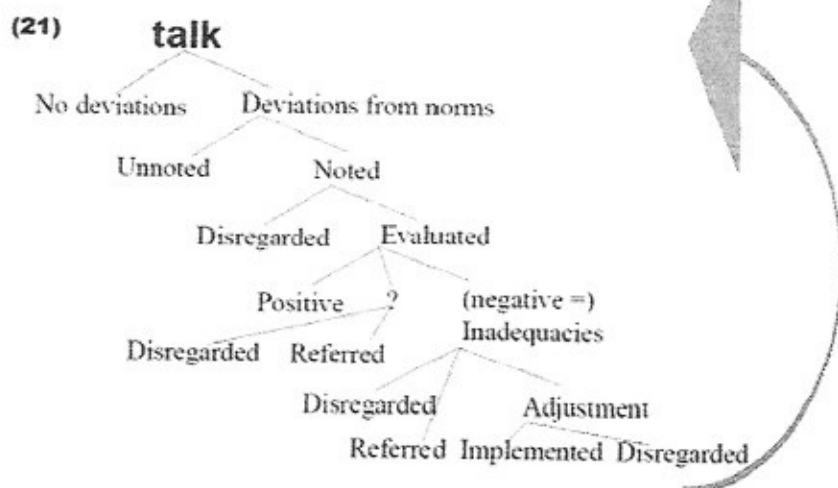 (21) talk
No deviations Deviations from norms
Unnoted Noted
Disregarded Evaluated
Positive ? (negative =)
Inadequacies
Disregarded Referred
Disregarded Adjustment
Referred Implemented Disregarded